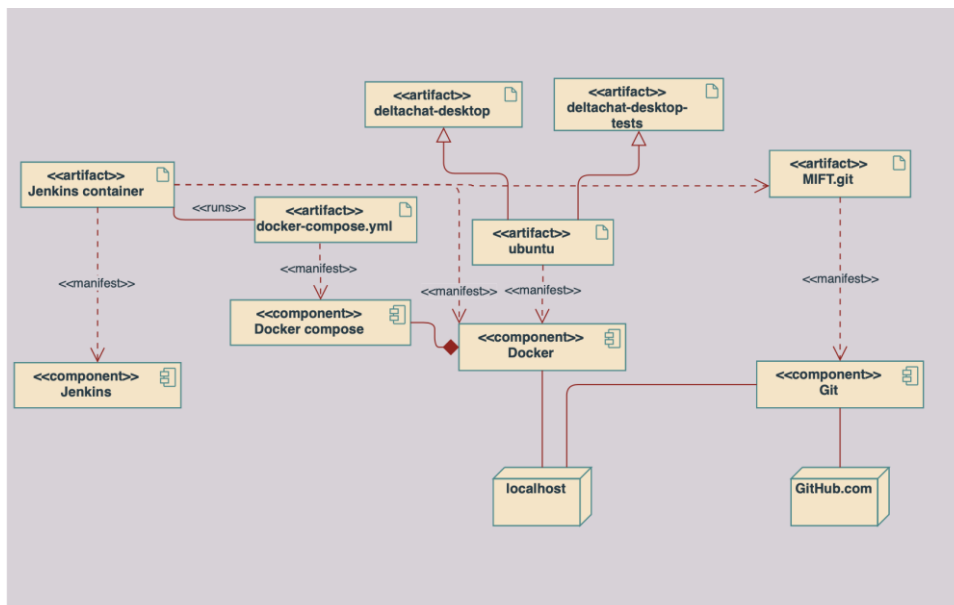 <<artifact>>
deltachat-desktop
<<artifact>>
deltachat-desktop-
tests
<<artifact>>
Jenkins container
<<artifact>>
MIFT.git
<<runs>>
<<artifact>>
docker-compose.yml
<<artifact>>
ubuntu
<<manifest>>
<<manifest>>
<<manifest>>
<<manifest>>
<<manifest>>
<<component>>
Docker compose
<<component>>
Docker
<<component>>
Jenkins
<<component>>
Git
localhost
GitHub.com